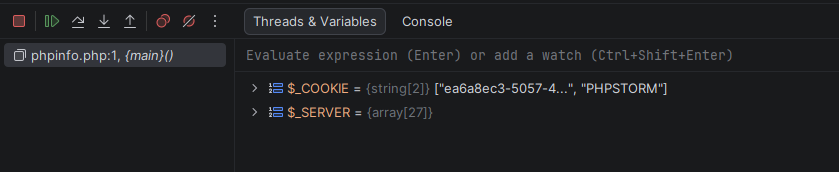 Threads & Variables Console
phpinfo.php:1, {main}()
Evaluate expression (Enter) or add a watch (Ctrl+Shift+Enter)
$_COOKIE = {string[2]} ["ea6a8ec3-5057-4...", "PHPSTORM"]
$_SERVER = {array[27]}